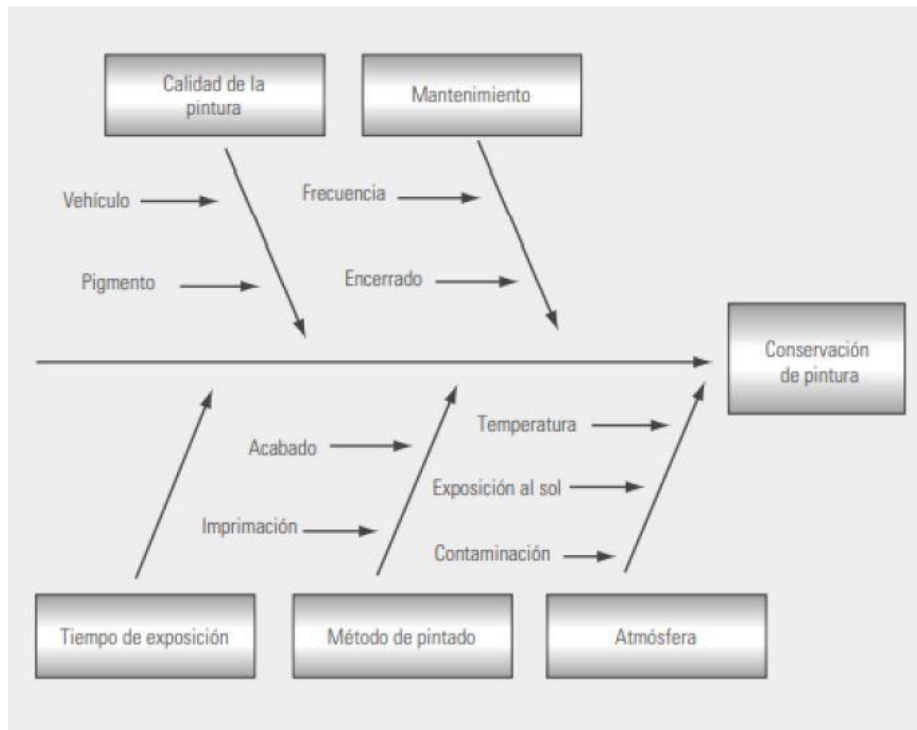 Calidad de la
pintura
Mantenimiento
Vehículo
Frecuencia
Pigmento
Encerrado
Conservación
de pintura
Acabado
Temperatura
Imprimación
Exposición al sol
Contaminación
Tiempo de exposición
Método de pintado
Atmósfera